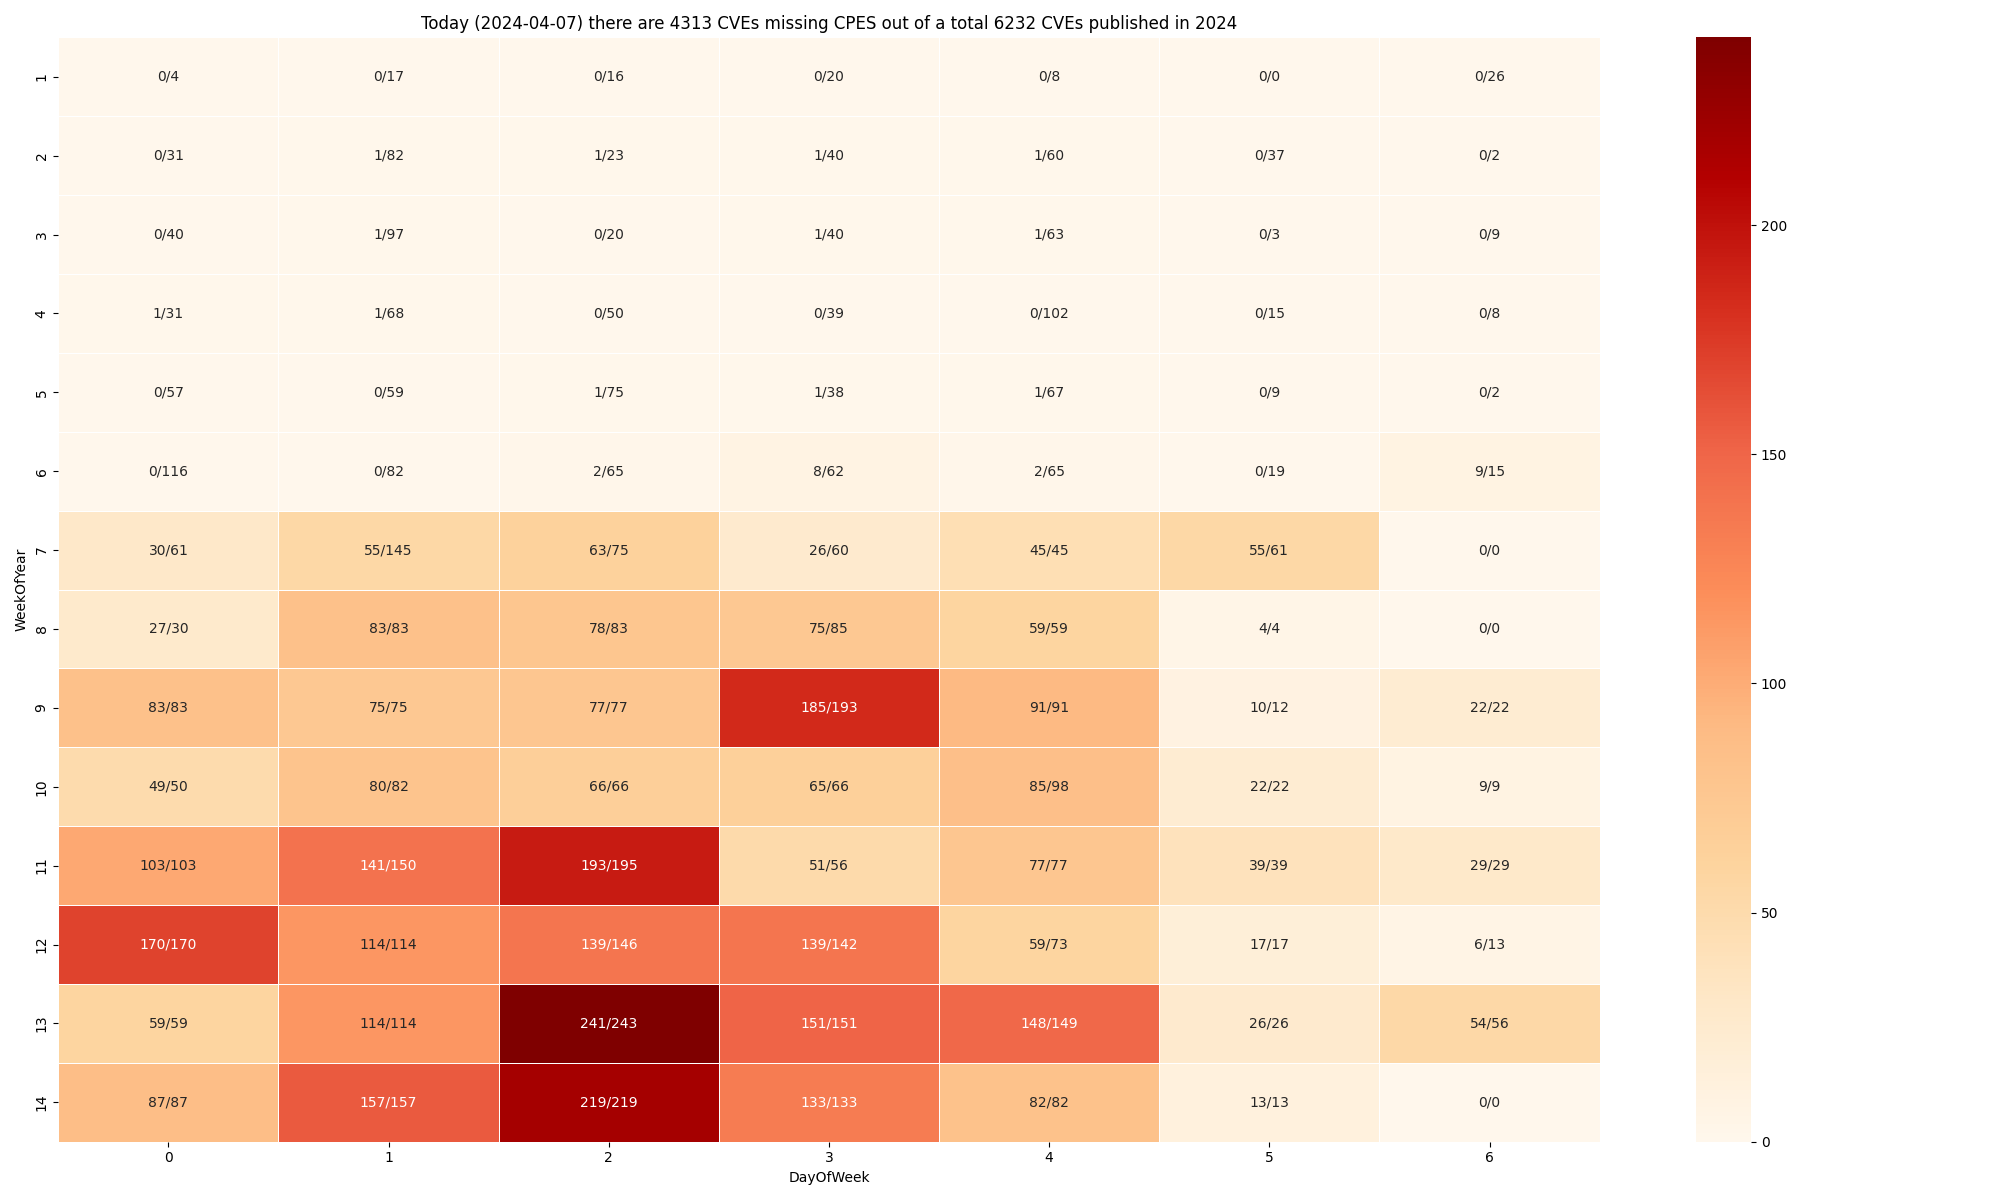 Today (2024-04-07) there are 4313 CVEs missing CPES out of a total 6232 CVEs published in 2024
1 0/4 0/17 0/16 0/20 0/8 0/0 0/26
2 0/31 1/82 1/23 1/40 1/60 0/37 0/2
3 0/40 1/97 0/20 1/40 1/63 0/3 0/9
4 1/31 1/68 0/50 0/39 0/102 0/15 0/8
5 0/57 0/59 1/75 1/38 1/67 0/9 0/2
6 0/116 0/82 2/65 8/62 2/65 0/19 9/15
7 30/61 55/145 63/75 26/60 45/45 55/61 0/0
8 27/30 83/83 78/83 75/85 59/59 4/4 0/0
9 83/83 75/75 77/77 185/193 91/91 10/12 22/22
10 49/50 80/82 66/66 65/66 85/98 22/22 9/9
11 103/103 141/150 193/195 51/56 77/77 39/39 29/29
12 170/170 114/114 139/146 139/142 59/73 17/17 6/13
13 59/59 114/114 241/243 151/151 148/149 26/26 54/56
14 87/87 157/157 219/219 133/133 82/82 13/13 0/0
0 1 2 3 4 5 6
DayOfWeek
WeekOfYear
200
150
100
50
0